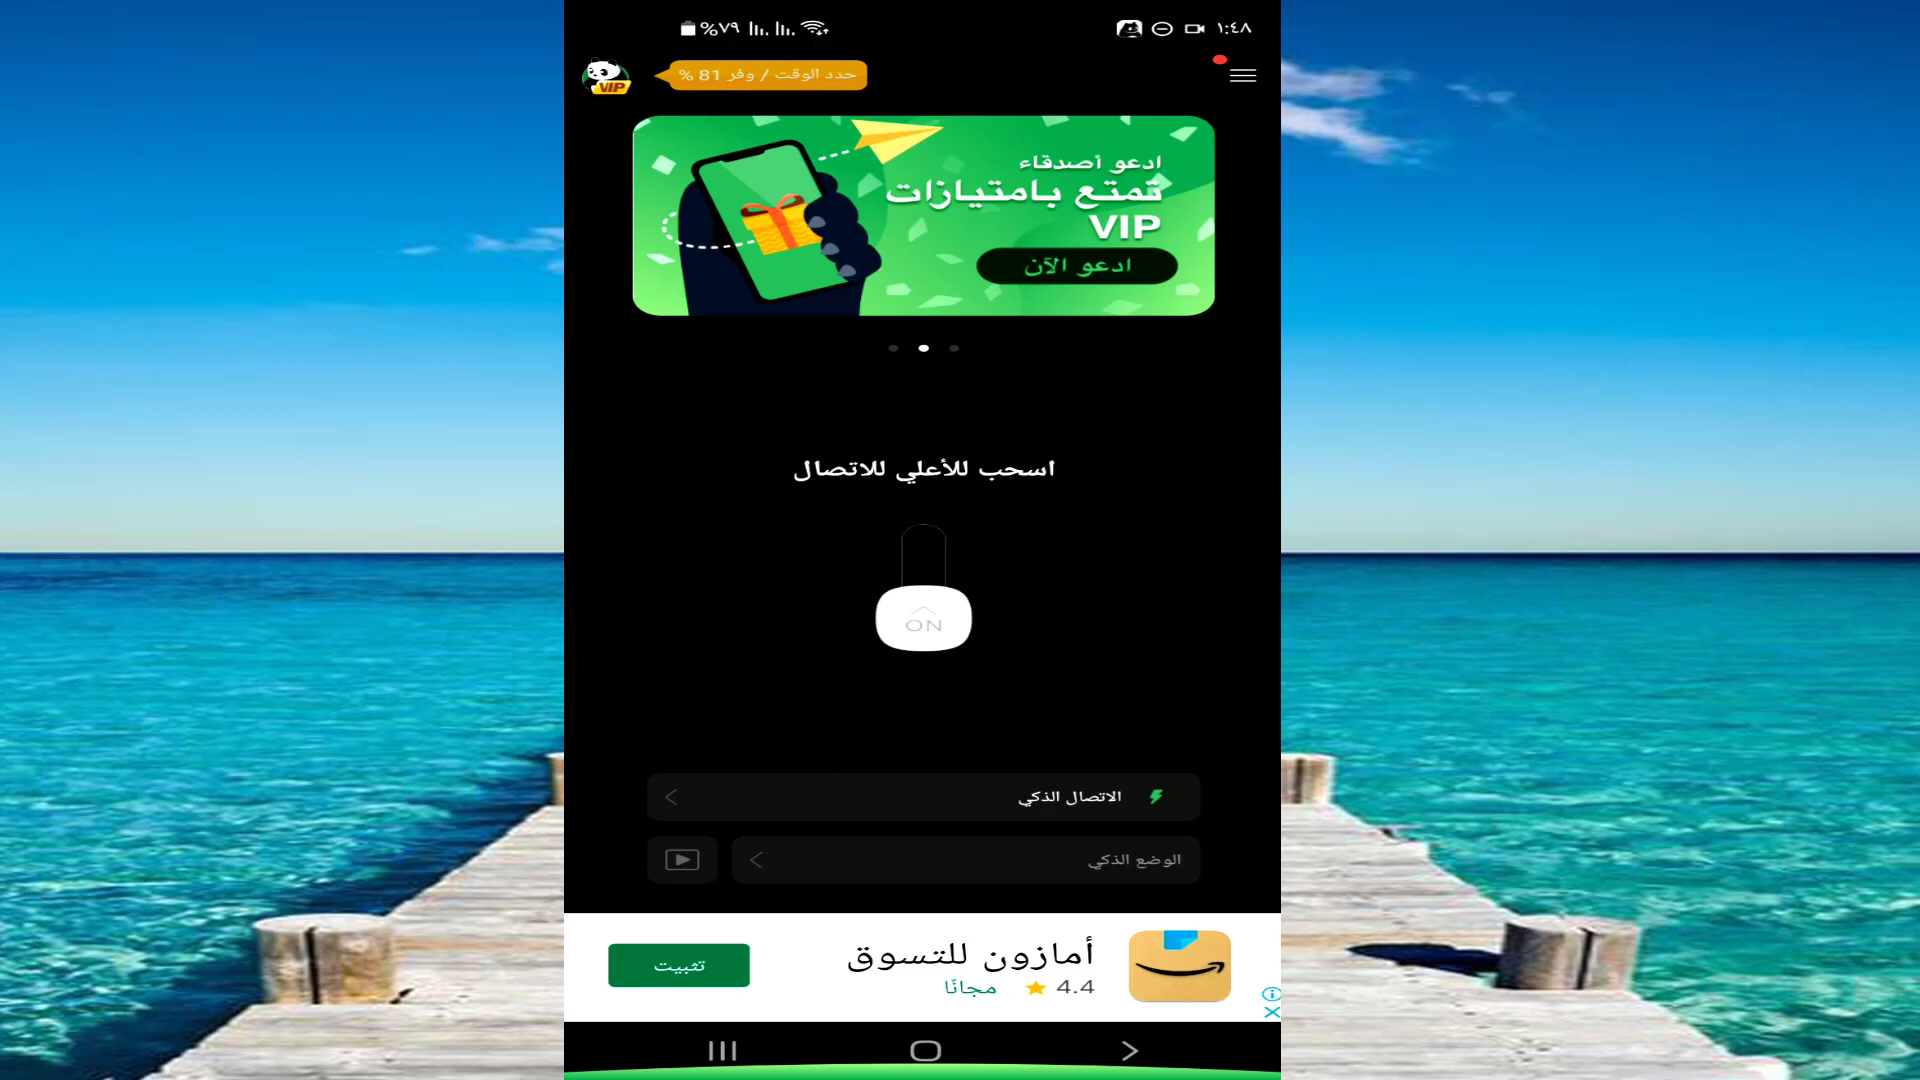 %٧٩
١:٤٨
VIP
حدد الوقت / وفر 81 %
ادعو أصدقاء
تمتع بامتيازات
VIP
ادعو الآن
اسحب للأعلي للاتصال
ON
الاتصال الذكي
الوضع الذكي
أمازون للتسوق
4.4 ★ مجانًا
تثبيت